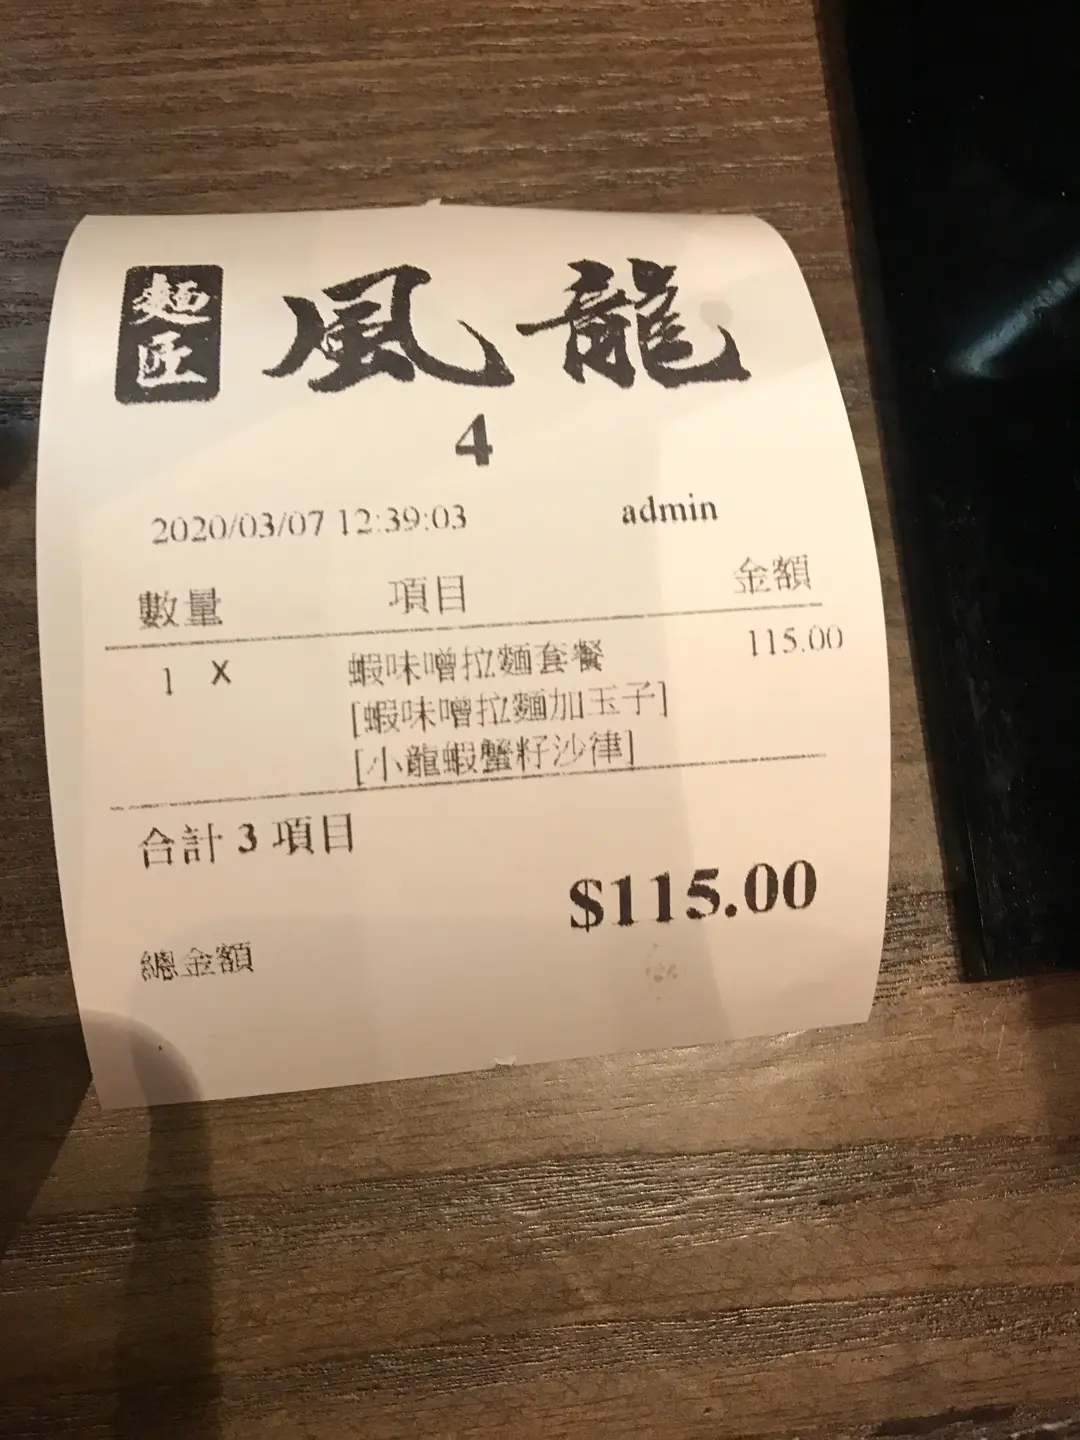 麵匠 風龍
4
2020/03/07 12:39:03 admin
數量 項目 金額
1 X 蝦味噌拉麵套餐 115.00
[蝦味噌拉麵加玉子]
[小龍蝦蟹籽沙律]
合計 3 項目
$115.00
總金額